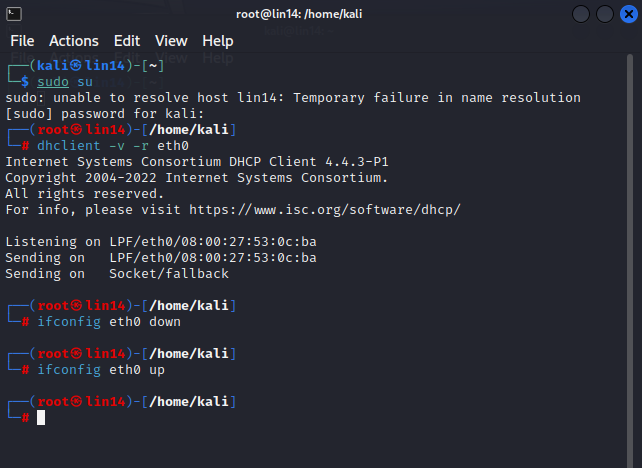 root@lin14: /home/kali
File Actions Edit View Help
┌──(kali㉿lin14)-[~]
└─$ sudo su
sudo: unable to resolve host lin14: Temporary failure in name resolution
[sudo] password for kali:
┌──(root㉿lin14)-[/home/kali]
└─# dhclient -v -r eth0
Internet Systems Consortium DHCP Client 4.4.3-P1
Copyright 2004-2022 Internet Systems Consortium.
All rights reserved.
For info, please visit https://www.isc.org/software/dhcp/
Listening on LPF/eth0/08:00:27:53:0c:ba
Sending on   LPF/eth0/08:00:27:53:0c:ba
Sending on   Socket/fallback
┌──(root㉿lin14)-[/home/kali]
└─# ifconfig eth0 down
┌──(root㉿lin14)-[/home/kali]
└─# ifconfig eth0 up
┌──(root㉿lin14)-[/home/kali]
└─#